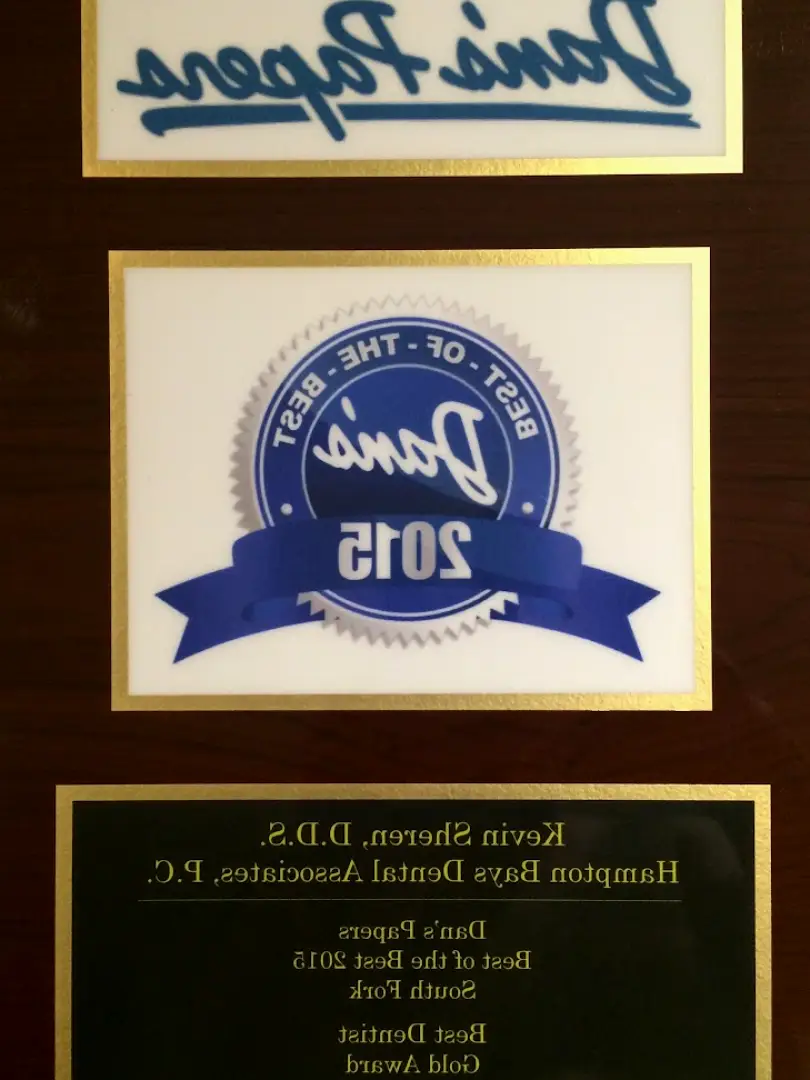 Dan's Papers
BEST - OF - THE - BEST
Dan's
2015
Kevin Sheren, D.D.S.
Hampton Bays Dental Associates, P.C.
Dan's Papers
Best of the Best 2015
South Fork
Best Dentist
Gold Award